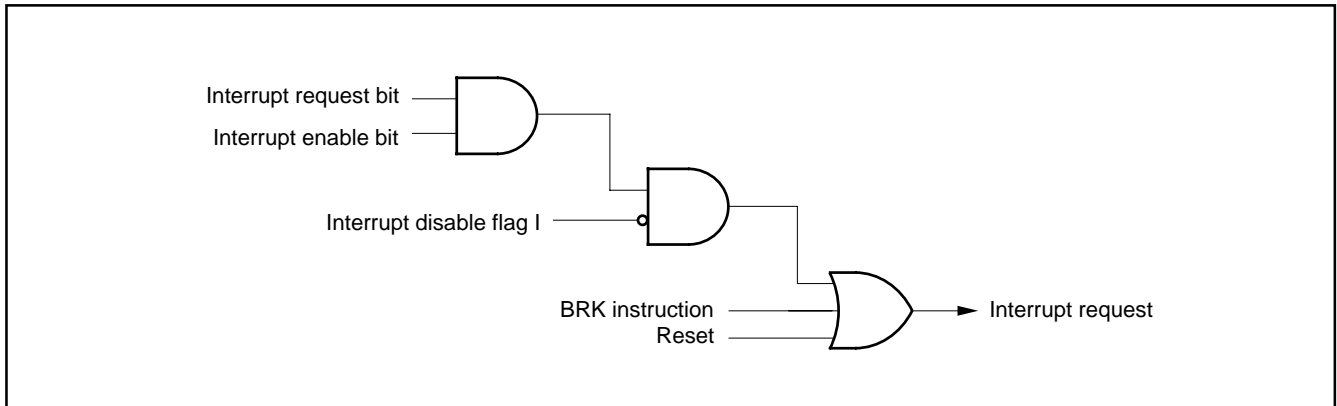 Interrupt request bit
Interrupt enable bit
Interrupt disable flag I
BRK instruction
Reset
Interrupt request